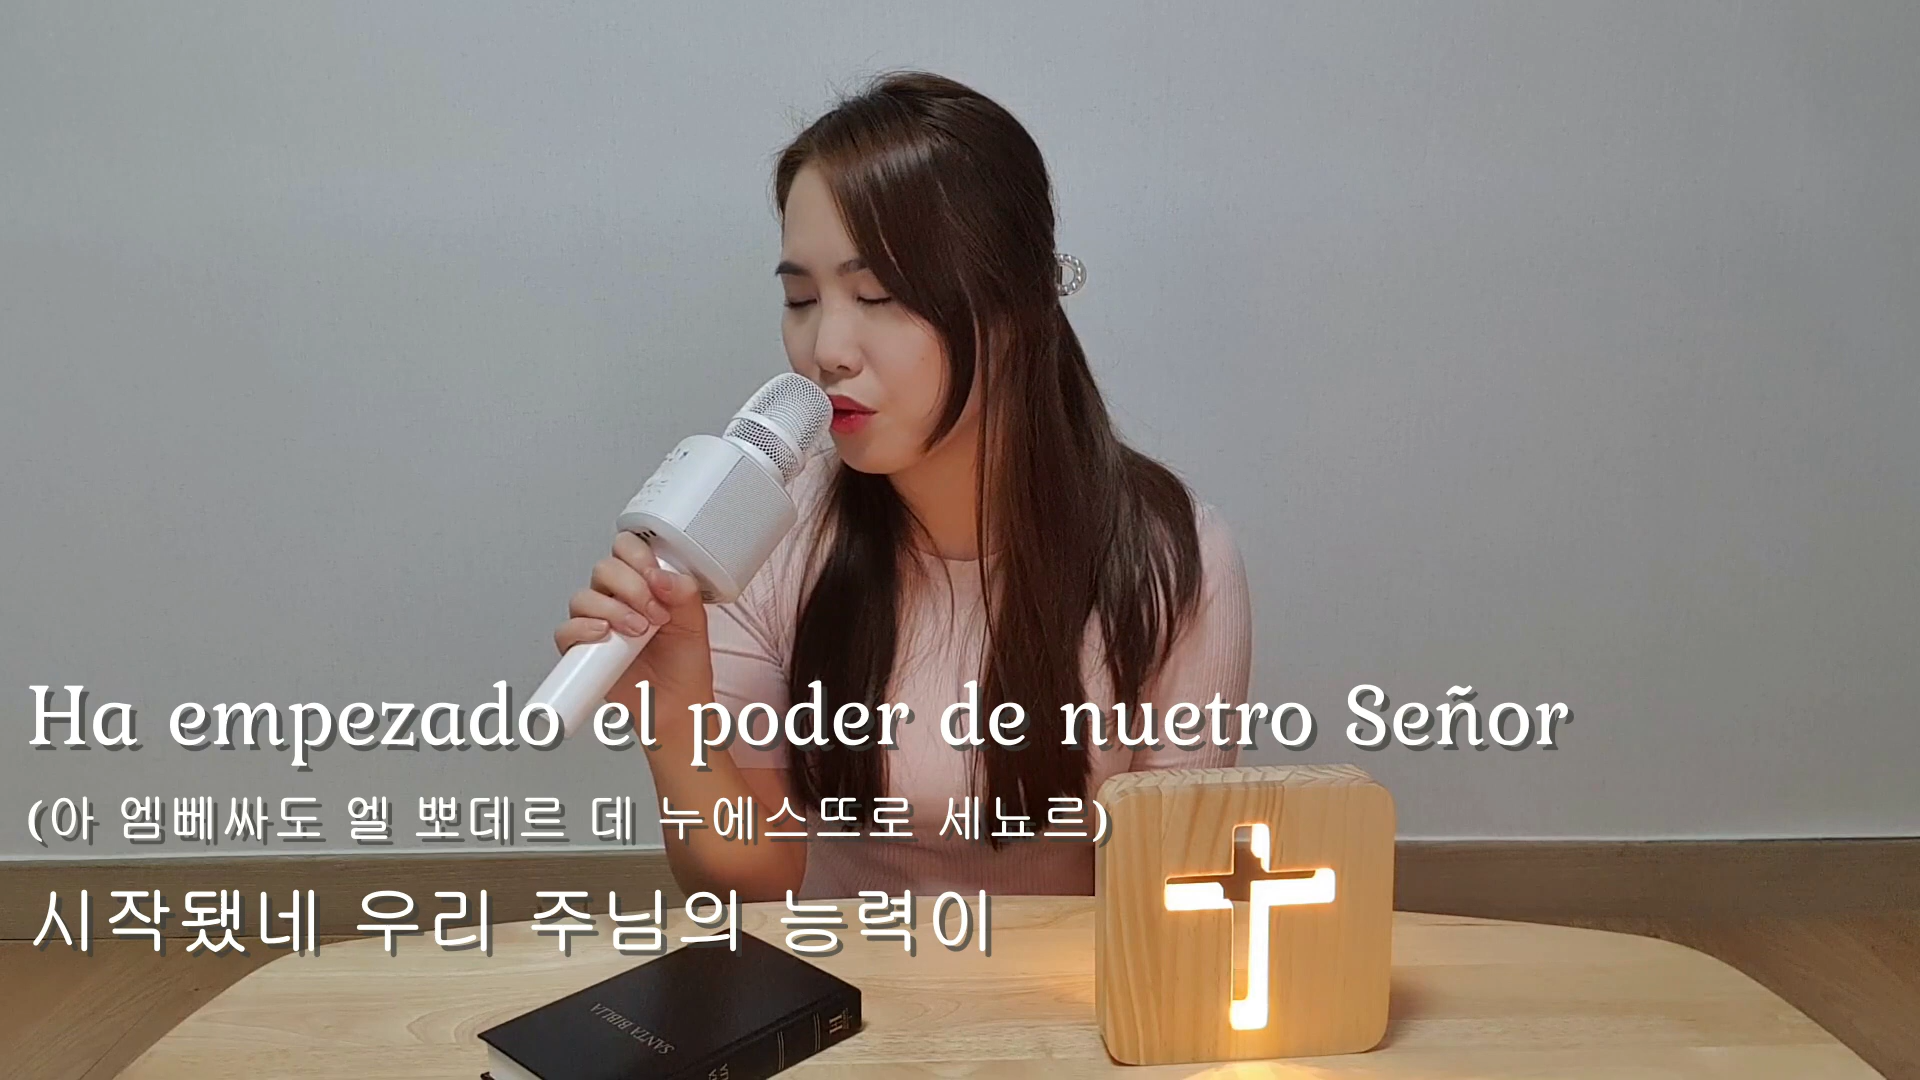 Ha empezado el poder de nuetro Señor
(아 엠뻬싸도 엘 뽀데르 데 누에스뜨로 세뇨르)
시작됐네 우리 주님의 능력이
SANTA BIBLIA